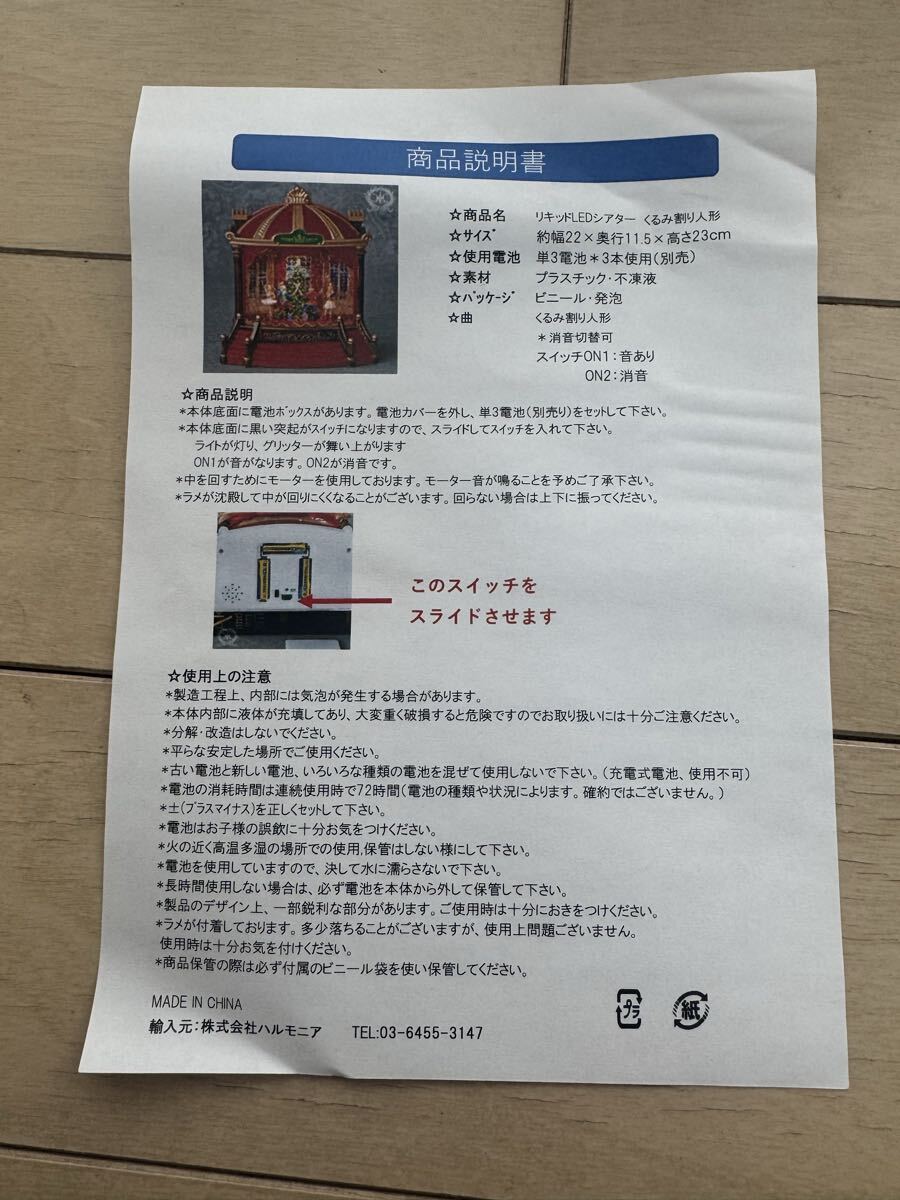 商品説明書
☆商品名 リキッドLEDシアター くるみ割り人形
☆サイズ 約幅22×奥行11.5×高さ23cm
☆使用電池 単3電池＊3本使用(別売)
☆素材 プラスチック・不凍液
☆パッケージ ビニール・発泡
☆曲 くるみ割り人形
＊消音切替可
スイッチON1：音あり
ON2：消音
☆商品説明
＊本体底面に電池ボックスがあります。電池カバーを外し、単3電池(別売り)をセットして下さい。
＊本体底面に黒い突起がスイッチになりますので、スライドしてスイッチを入れて下さい。
ライトが灯り、グリッターが舞い上がります
ON1が音がなります。ON2が消音です。
＊中を回すためにモーターを使用しております。モーター音が鳴ることを予めご了承下さい。
＊ラメが沈殿して中が回りにくくなることがございます。回らない場合は上下に振ってください。
このスイッチを
スライドさせます
☆使用上の注意
＊製造工程上、内部には気泡が発生する場合があります。
＊本体内部に液体が充填してあり、大変重く破損すると危険ですのでお取り扱いには十分ご注意ください。
＊分解・改造はしないでください。
＊平らな安定した場所でご使用ください。
＊古い電池と新しい電池、いろいろな種類の電池を混ぜて使用しないで下さい。(充電式電池、使用不可)
＊電池の消耗時間は連続使用時で72時間(電池の種類や状況によります。確約ではございません。)
＊±(プラスマイナス)を正しくセットして下さい。
＊電池はお子様の誤飲に十分お気をつけください。
＊火の近く高温多湿の場所での使用,保管はしない様にして下さい。
＊電池を使用していますので、決して水に濡らさないで下さい。
＊長時間使用しない場合は、必ず電池を本体から外して保管して下さい。
＊製品のデザイン上、一部鋭利な部分があります。ご使用時は十分におきをつけください。
＊ラメが付着しております。多少落ちることがございますが、使用上問題ございません。
使用時は十分お気を付けください。
＊商品保管の際は必ず付属のビニール袋を使い保管してください。
MADE IN CHINA
輸入元：株式会社ハルモニア TEL:03-6455-3147
プラ 紙